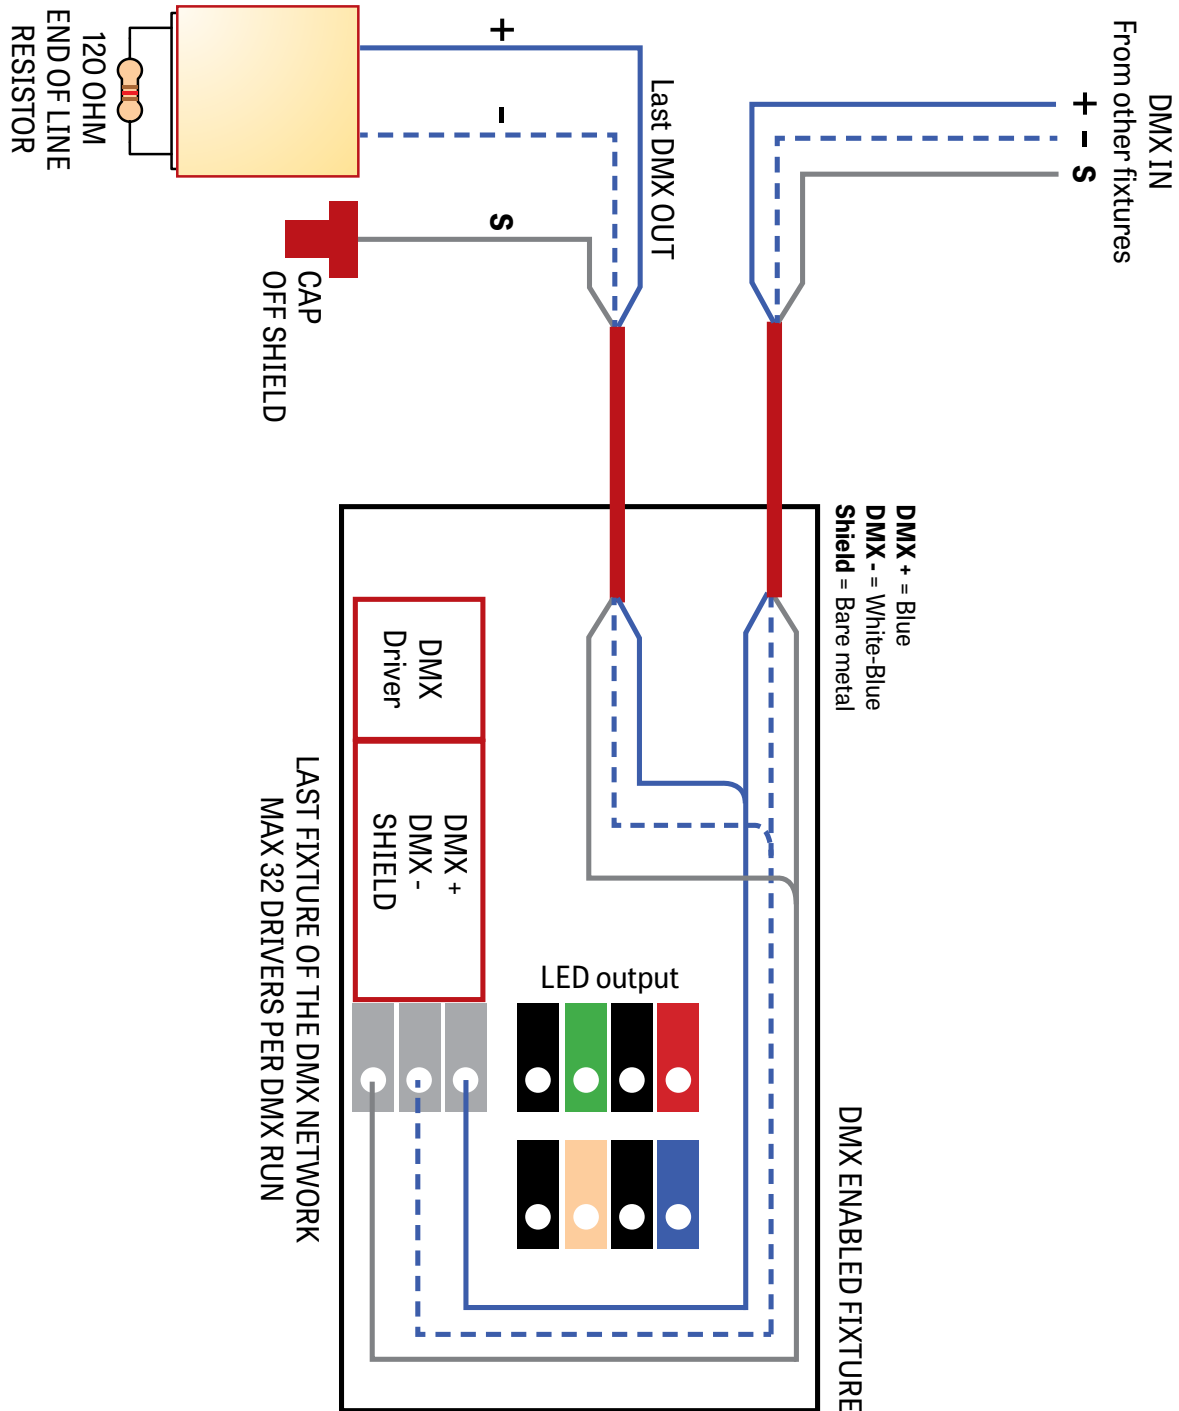 DMX IN
From other fixtures
+
-
S
Last DMX OUT
+
-
S
120 OHM
END OF LINE
RESISTOR
CAP
OFF SHIELD
DMX + = Blue
DMX - = White-Blue
Shield = Bare metal
DMX ENABLED FIXTURE
DMX
Driver
DMX +
DMX -
SHIELD
LED output
LAST FIXTURE OF THE DMX NETWORK
MAX 32 DRIVERS PER DMX RUN